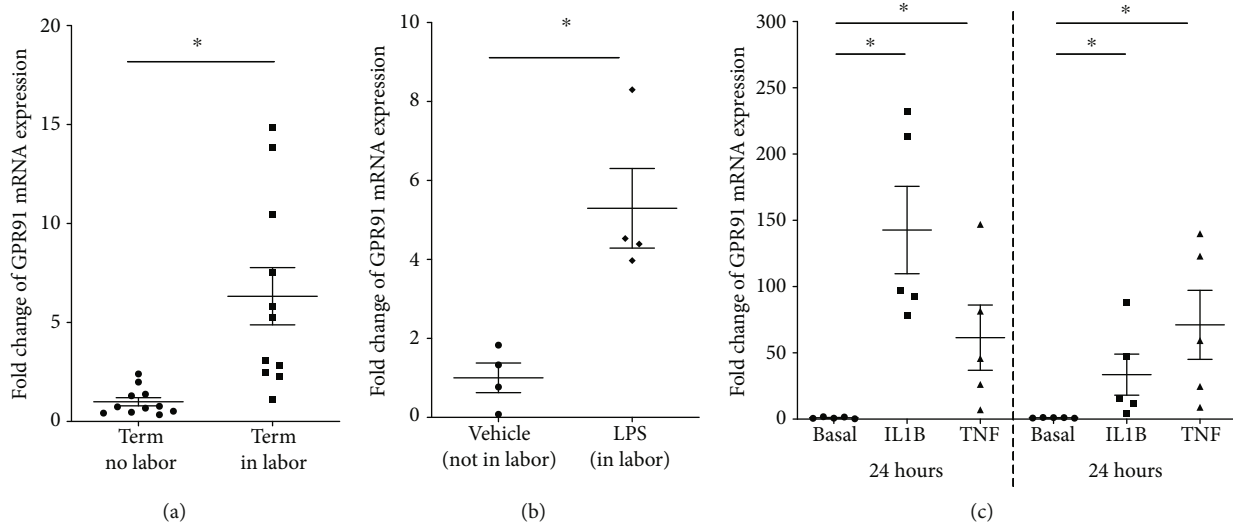 Fold change of GPR91 mRNA expression
20
15
10
5
0
*
Term
no labor
Term
in labor
(a)
Fold change of GPR91 mRNA expression
10
8
6
4
2
0
*
Vehicle
(not in labor)
LPS
(in labor)
(b)
Fold change of GPR91 mRNA expression
300
250
200
150
100
50
0
*
*
*
*
Basal
IL1B
TNF
24 hours
Basal
IL1B
TNF
24 hours
(c)